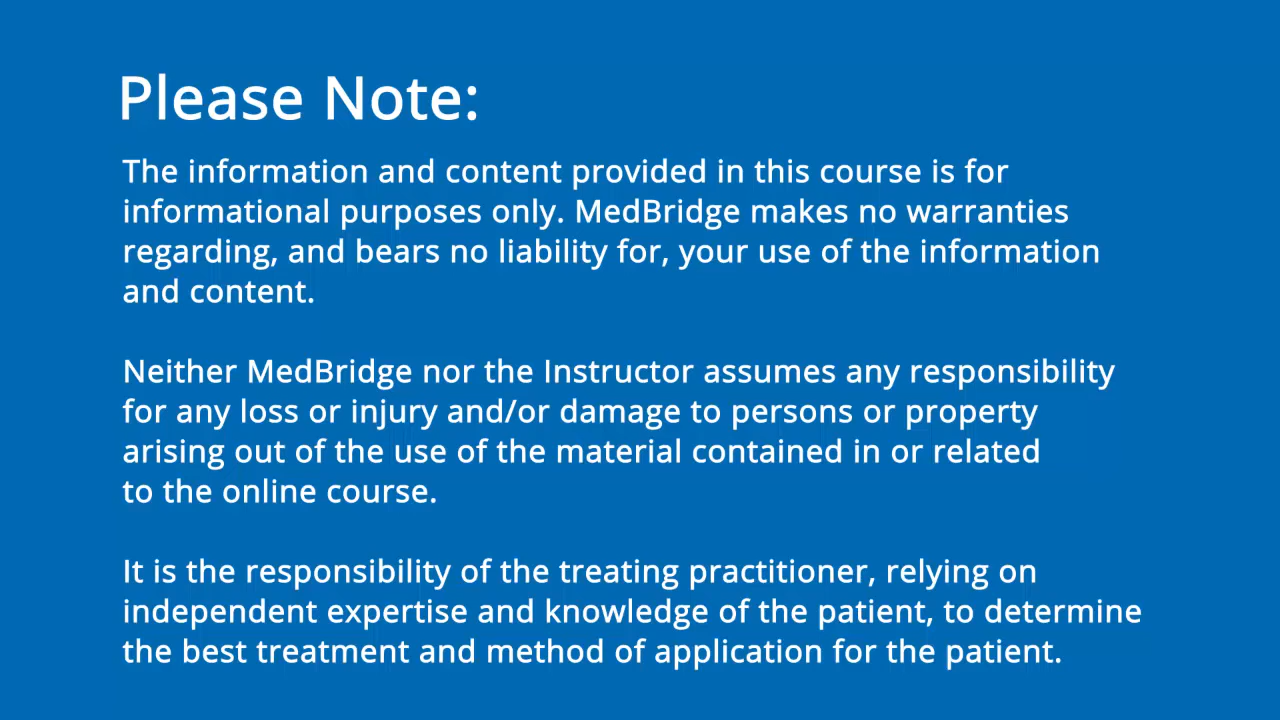 Please Note:
The information and content provided in this course is for
informational purposes only. MedBridge makes no warranties
regarding, and bears no liability for, your use of the information
and content.
Neither MedBridge nor the Instructor assumes any responsibility
for any loss or injury and/or damage to persons or property
arising out of the use of the material contained in or related
to the online course.
It is the responsibility of the treating practitioner, relying on
independent expertise and knowledge of the patient, to determine
the best treatment and method of application for the patient.